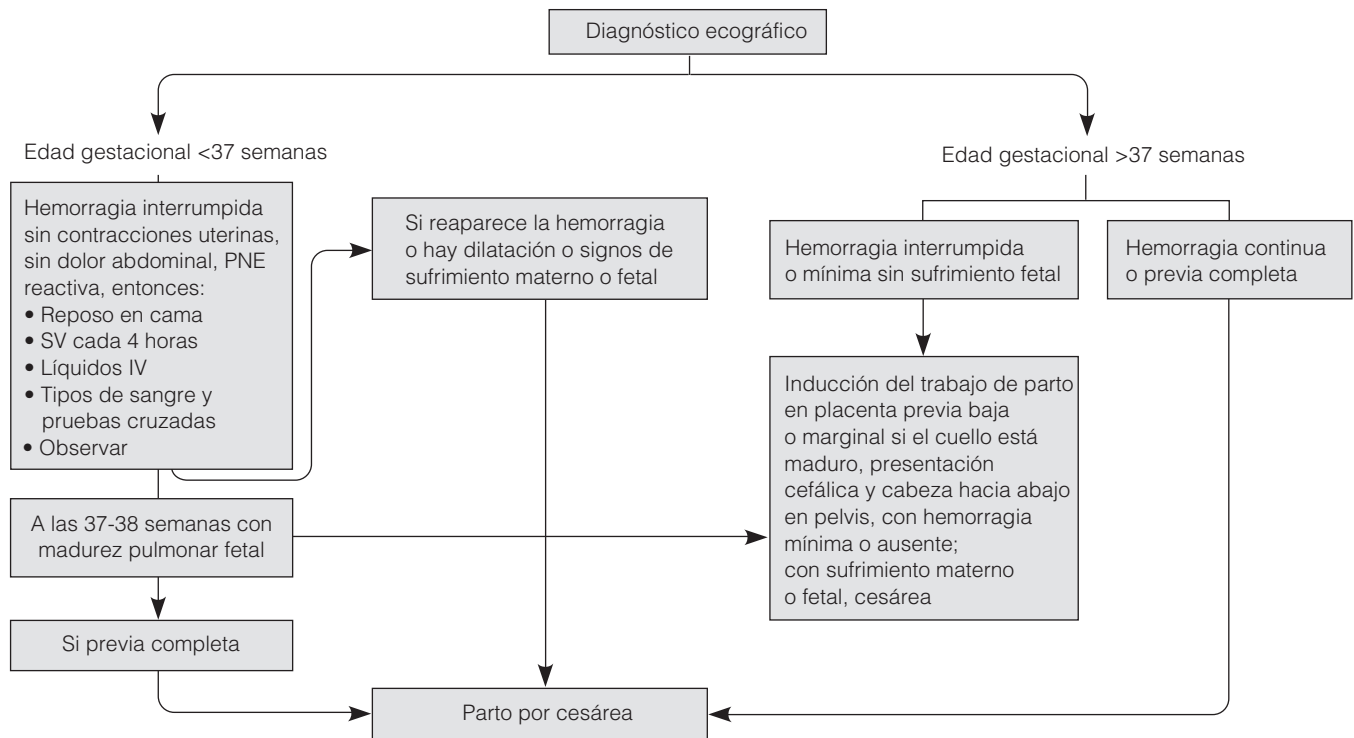 Diagnóstico ecográfico
Edad gestacional <37 semanas
Edad gestacional >37 semanas
Hemorragia interrumpida
sin contracciones uterinas,
sin dolor abdominal, PNE
reactiva, entonces:
• Reposo en cama
• SV cada 4 horas
• Líquidos IV
• Tipos de sangre y
pruebas cruzadas
• Observar
Si reaparece la hemorragia
o hay dilatación o signos de
sufrimiento materno o fetal
Hemorragia interrumpida
o mínima sin sufrimiento fetal
Hemorragia continua
o previa completa
Inducción del trabajo de parto
en placenta previa baja
o marginal si el cuello está
maduro, presentación
cefálica y cabeza hacia abajo
en pelvis, con hemorragia
mínima o ausente;
con sufrimiento materno
o fetal, cesárea
A las 37-38 semanas con
madurez pulmonar fetal
Si previa completa
Parto por cesárea